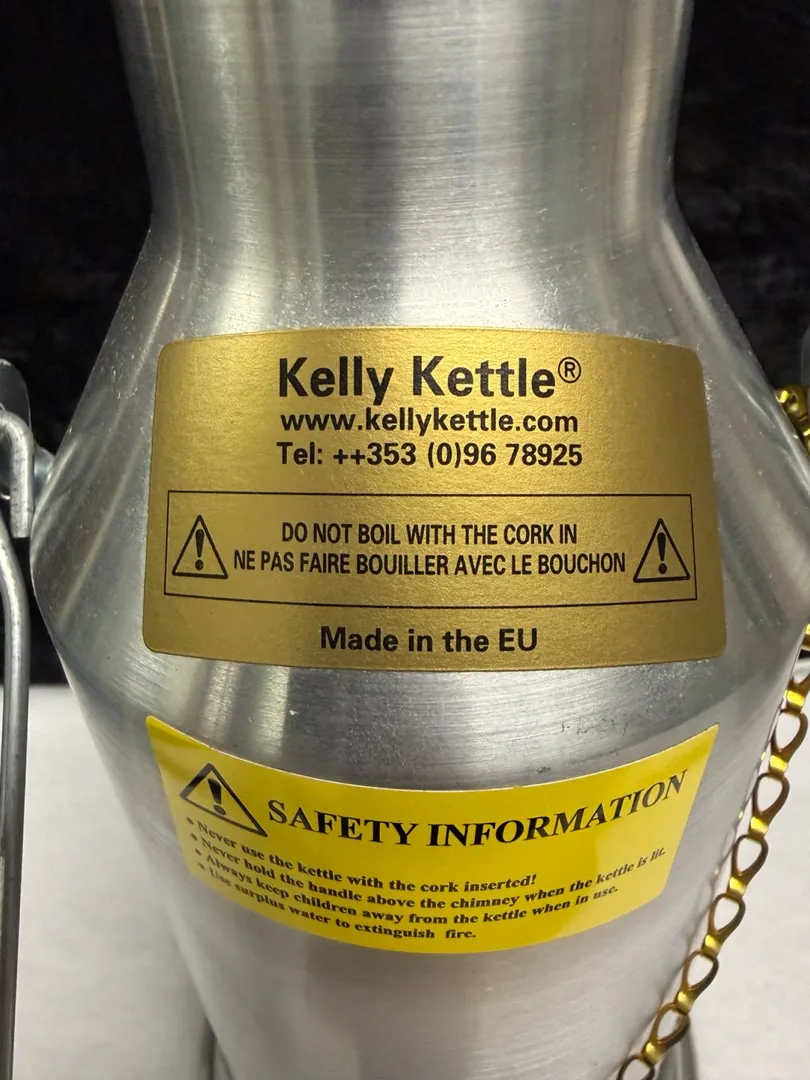 Kelly Kettle®
www.kellykettle.com
Tel: ++353 (0)96 78925
DO NOT BOIL WITH THE CORK IN
NE PAS FAIRE BOUILLER AVEC LE BOUCHON
Made in the EU
SAFETY INFORMATION
• Never use the kettle with the cork inserted!
• Never hold the handle above the chimney when the kettle is lit.
• Always keep children away from the kettle when in use.
• Use surplus water to extinguish fire.